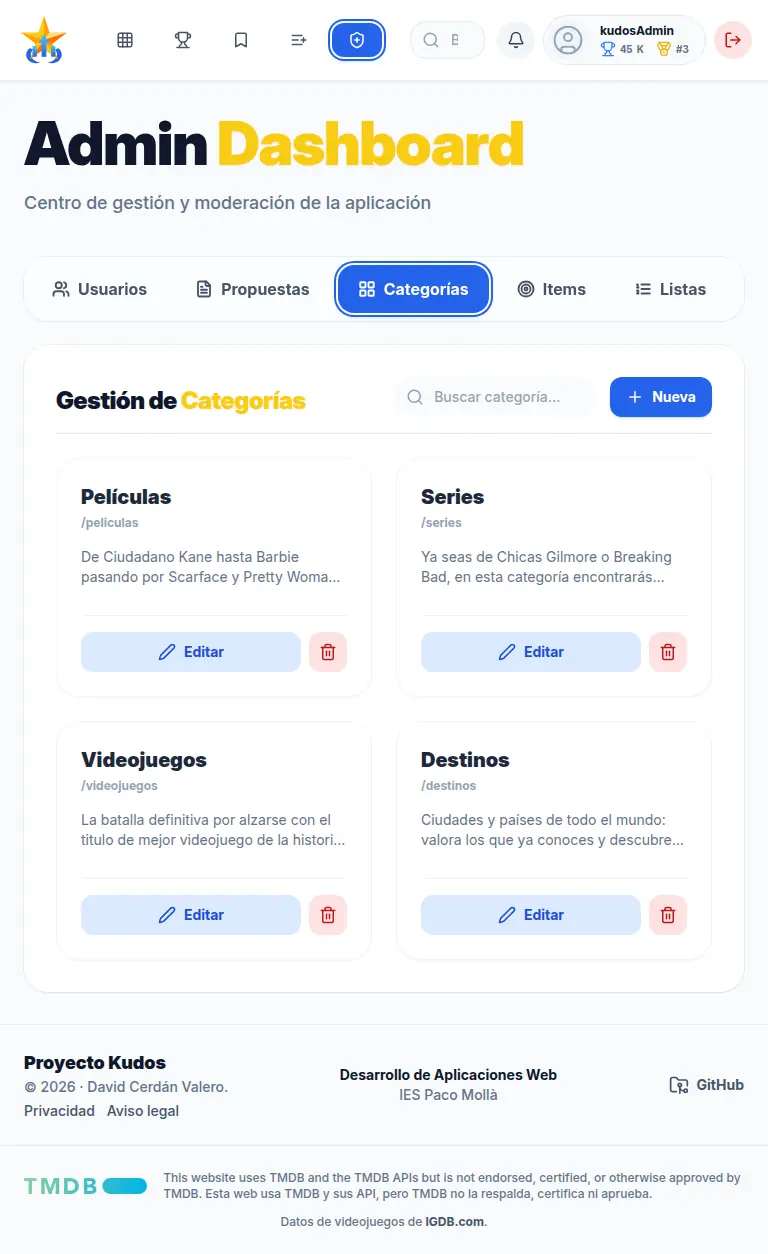 B
kudosAdmin
45 K #3
Admin Dashboard
Centro de gestión y moderación de la aplicación
Usuarios Propuestas Categorías Items Listas
Gestión de Categorías
Buscar categoría...
Nueva
Películas
/peliculas
De Ciudadano Kane hasta Barbie
pasando por Scarface y Pretty Woma...
Editar
Series
/series
Ya seas de Chicas Gilmore o Breaking
Bad, en esta categoría encontrarás...
Editar
Videojuegos
/videojuegos
La batalla definitiva por alzarse con el
titulo de mejor videojuego de la histori...
Editar
Destinos
/destinos
Ciudades y países de todo el mundo:
valora los que ya conoces y descubre...
Editar
Proyecto Kudos
© 2026 · David Cerdán Valero.
Privacidad Aviso legal
Desarrollo de Aplicaciones Web
IES Paco Mollà
GitHub
TMDB
This website uses TMDB and the TMDB APIs but is not endorsed, certified, or otherwise approved by
TMDB. Esta web usa TMDB y sus API, pero TMDB no la respalda, certifica ni aprueba.
Datos de videojuegos de IGDB.com.